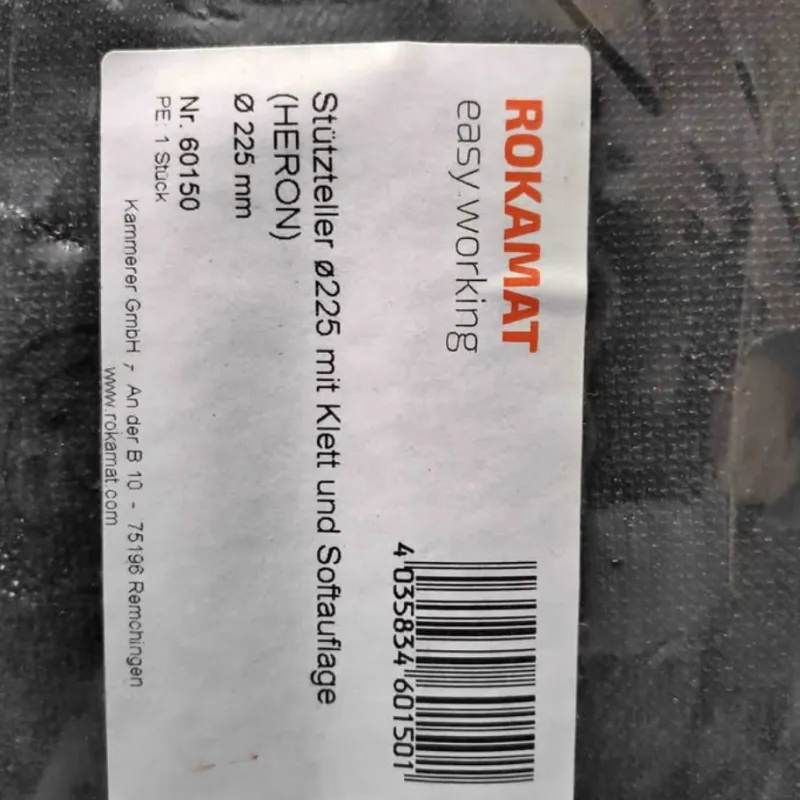 ROKAMAT
easy.working
4 035834 601501
Stützteller ø225 mit Klett und Softauflage
(HERON)
Ø 225 mm
Nr. 60150
PE: 1 Stück
Kammerer GmbH - An der B 10 - 75196 Remchingen
www.rokamat.com